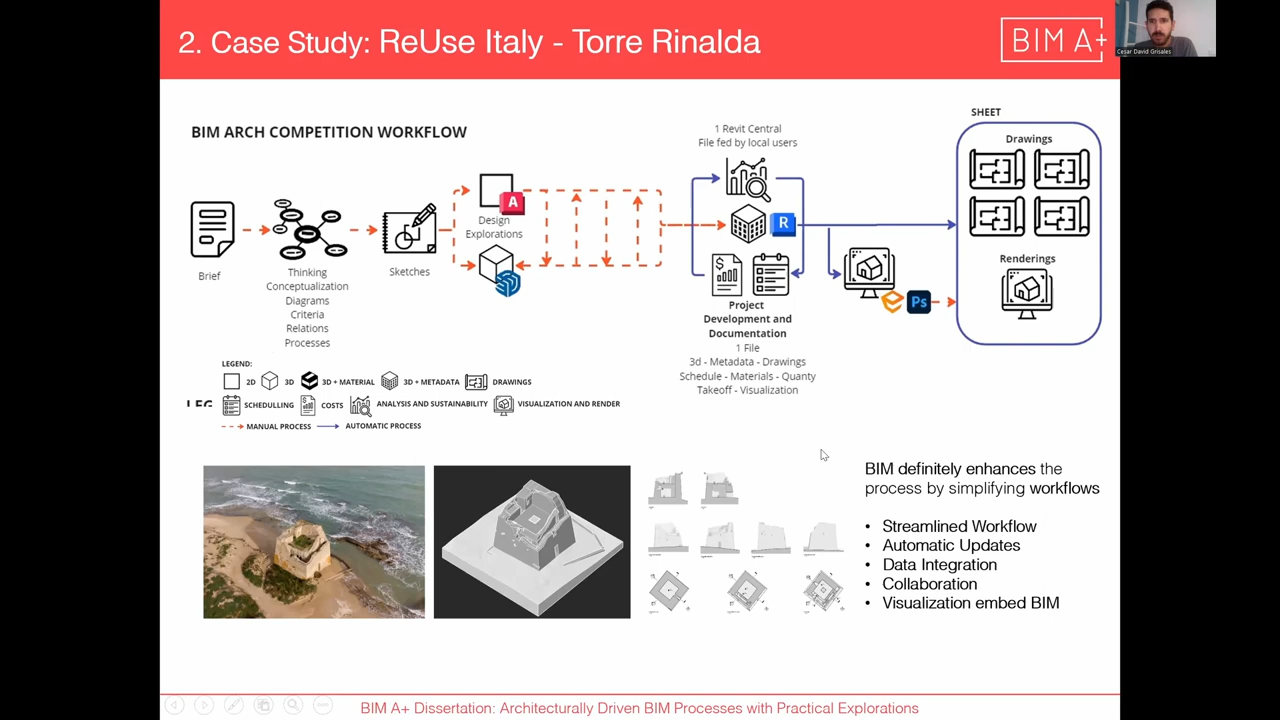 2. Case Study: ReUse Italy - Torre Rinalda
BIM A+
Cesar David Grisales
BIM ARCH COMPETITION WORKFLOW
Brief
Thinking
Conceptualization
Diagrams
Criteria
Relations
Processes
Sketches
A
Design
Explorations
1 Revit Central
File fed by local users
R
Project
Development and
Documentation
1 File
3d - Metadata - Drawings
Schedule - Materials - Quanty
Takeoff - Visualization
Ps
SHEET
Drawings
Renderings
LEGEND:
2D
3D
3D + MATERIAL
3D + METADATA
DRAWINGS
SCHEDULLING
COSTS
ANALYSIS AND SUSTAINABILITY
VISUALIZATION AND RENDER
MANUAL PROCESS
AUTOMATIC PROCESS
BIM definitely enhances the
process by simplifying workflows
• Streamlined Workflow
• Automatic Updates
• Data Integration
• Collaboration
• Visualization embed BIM
BIM A+ Dissertation: Architecturally Driven BIM Processes with Practical Explorations